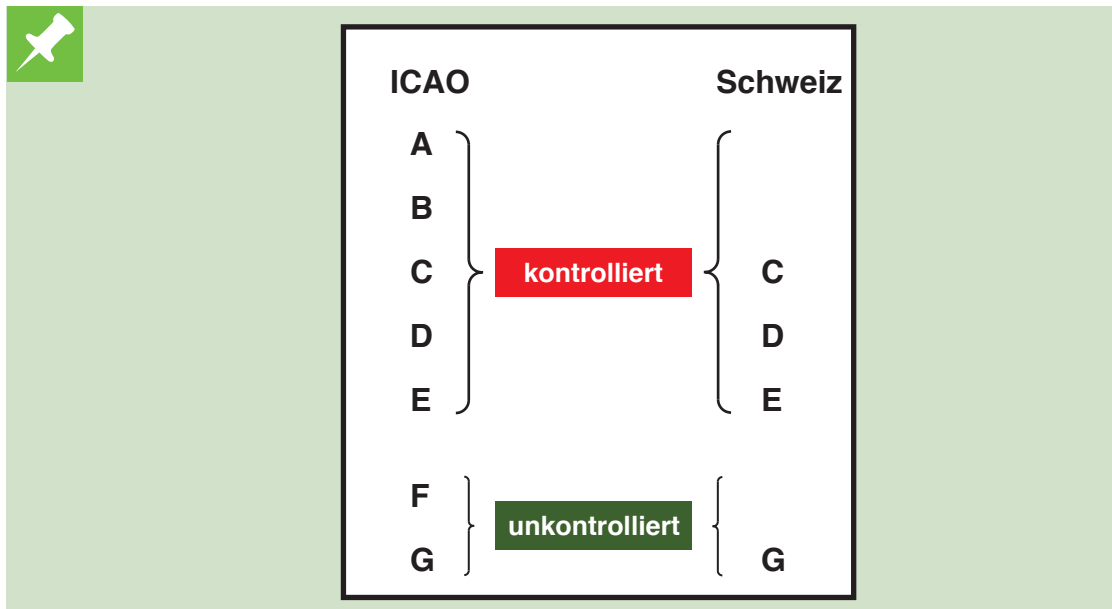 ICAO Schweiz
A
B
C kontrolliert C
D D
E E
F
unkontrolliert
G G